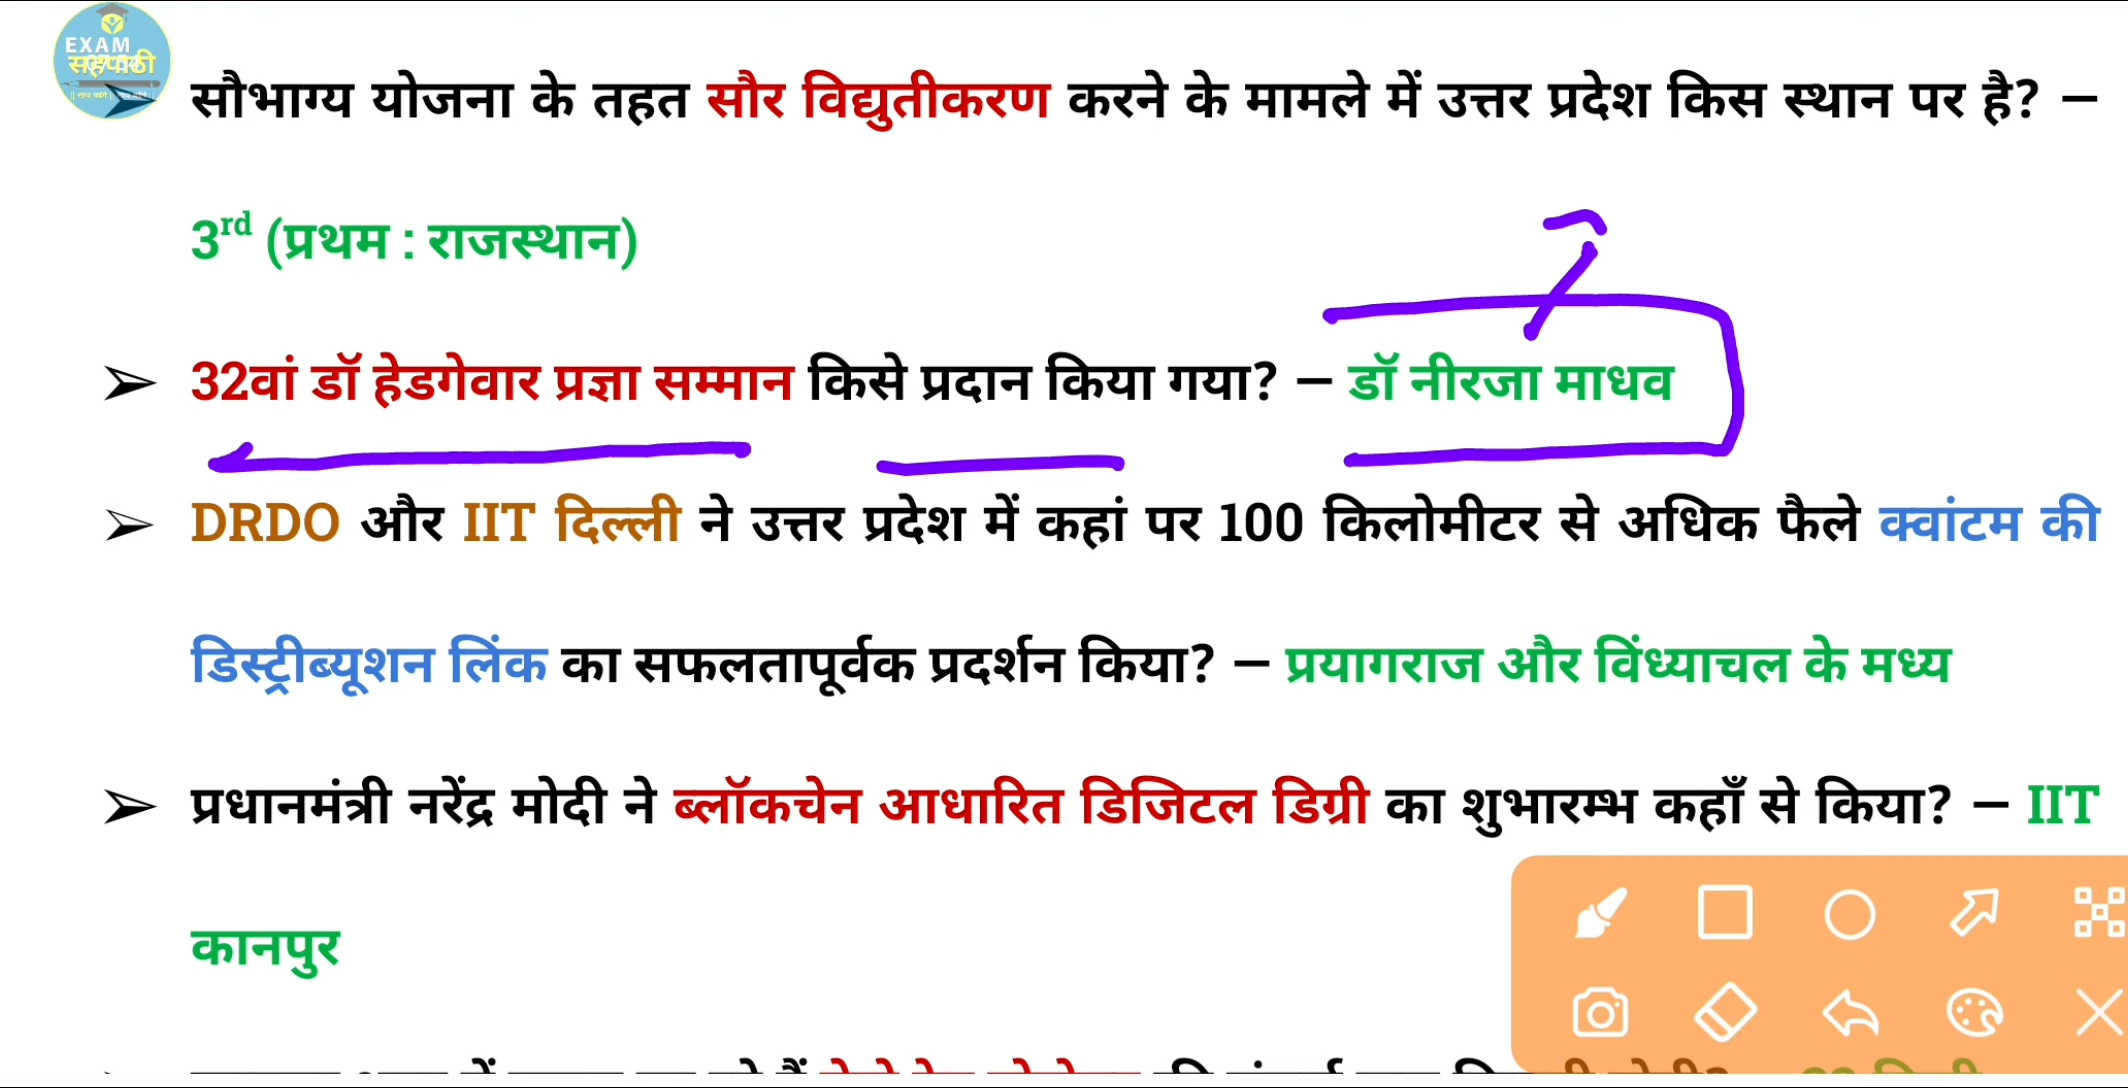 EXAM
सहपाठी
सौभाग्य योजना के तहत सौर विद्युतीकरण करने के मामले में उत्तर प्रदेश किस स्थान पर है? –
3rd (प्रथम : राजस्थान)
➢ 32वां डॉ हेडगेवार प्रज्ञा सम्मान किसे प्रदान किया गया? – डॉ नीरजा माधव
➢ DRDO और IIT दिल्ली ने उत्तर प्रदेश में कहां पर 100 किलोमीटर से अधिक फैले क्वांटम की
डिस्ट्रीब्यूशन लिंक का सफलतापूर्वक प्रदर्शन किया? – प्रयागराज और विंध्याचल के मध्य
➢ प्रधानमंत्री नरेंद्र मोदी ने ब्लॉकचेन आधारित डिजिटल डिग्री का शुभारम्भ कहाँ से किया? – IIT
कानपुर